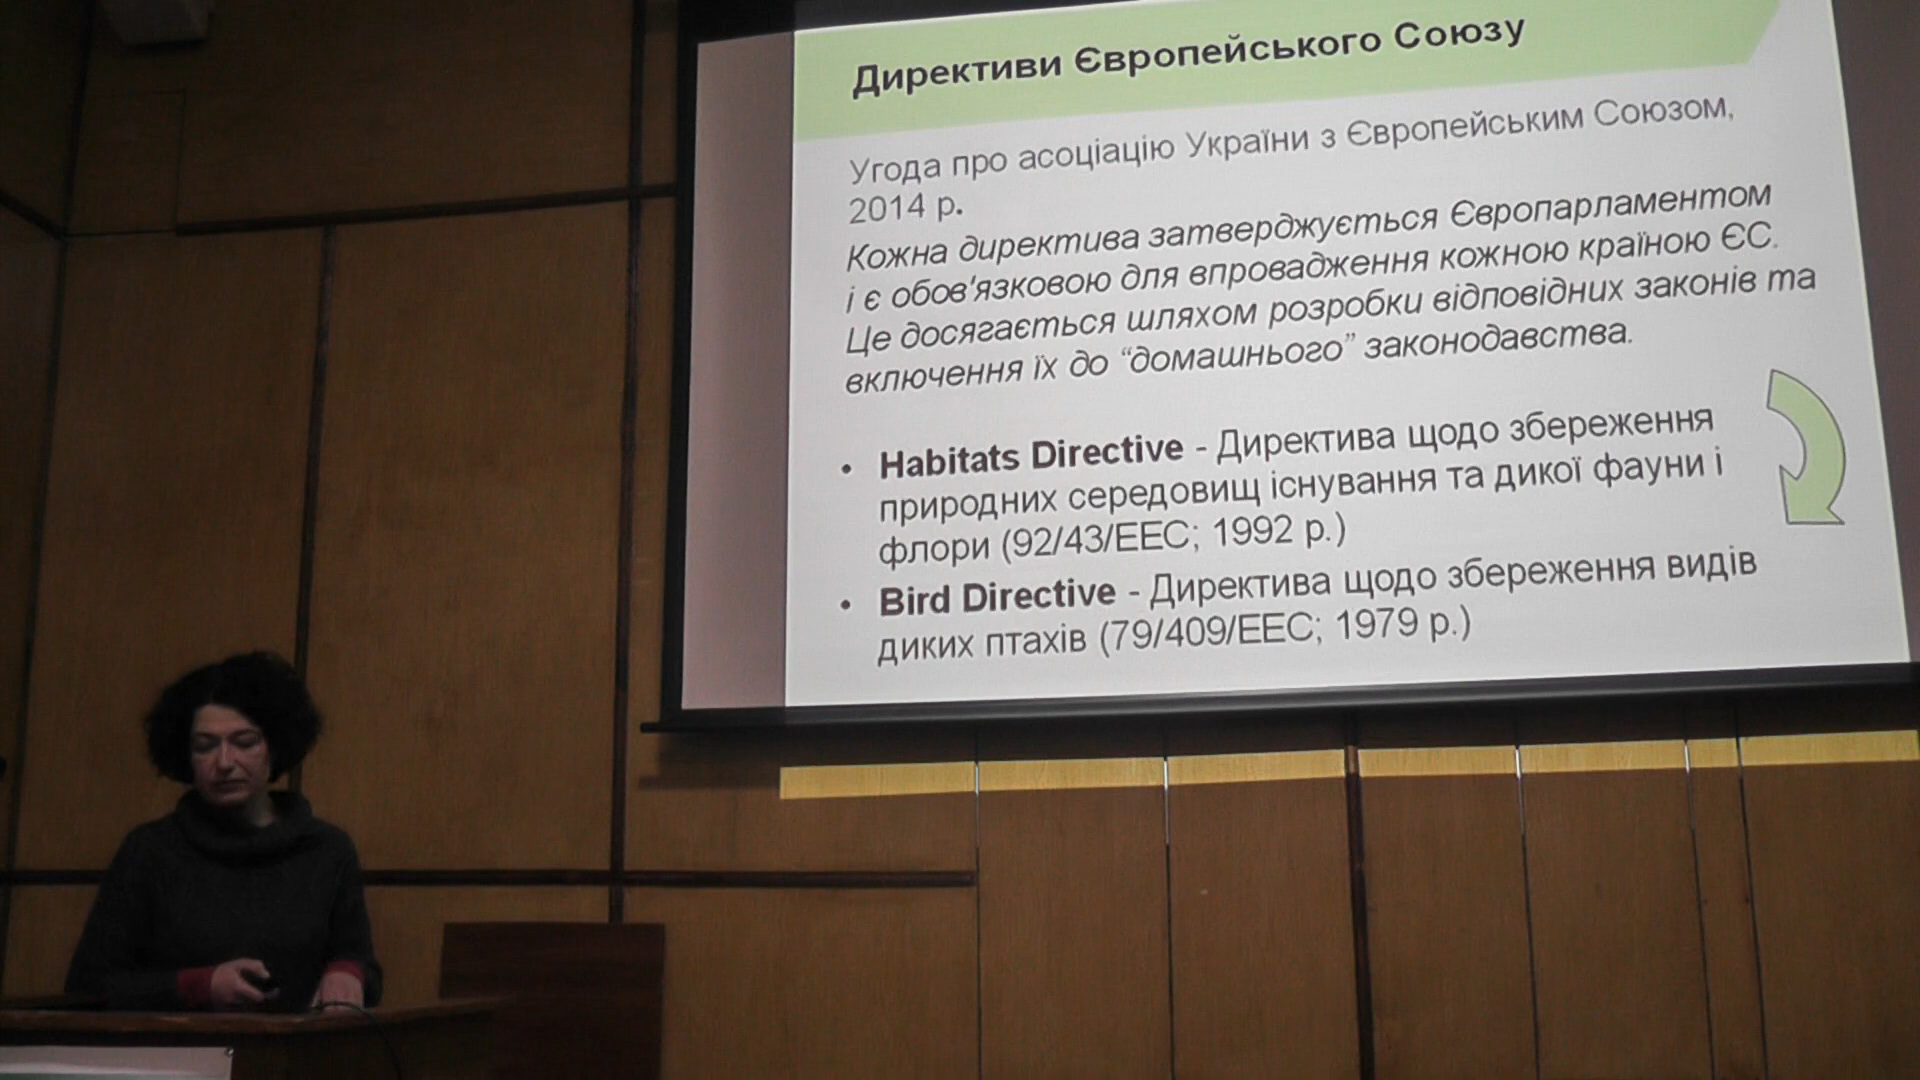 Директиви Європейського Союзу
Угода про асоціацію України з Європейським Союзом,
2014 р.
Кожна директива затверджується Європарламентом
і є обов'язковою для впровадження кожною країною ЄС.
Це досягається шляхом розробки відповідних законів та
включення їх до “домашнього” законодавства.
• Habitats Directive - Директива щодо збереження
природних середовищ існування та дикої фауни і
флори (92/43/ЕЕС; 1992 р.)
• Bird Directive - Директива щодо збереження видів
диких птахів (79/409/ЕЕС; 1979 р.)